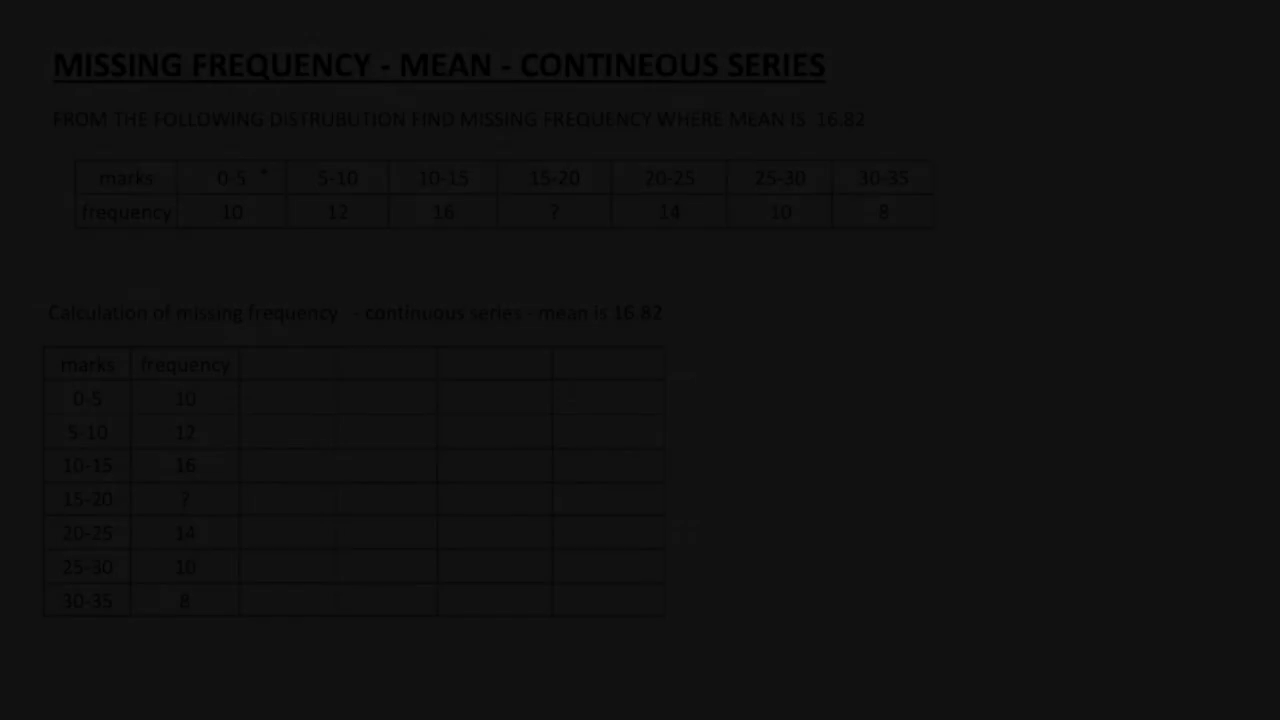 MISSING FREQUENCY - MEAN - CONTINEOUS SERIES
FROM THE FOLLOWING DISTRUBUTION FIND MISSING FREQUENCY WHERE MEAN IS 16.82
marks 0-5 5-10 10-15 15-20 20-25 25-30 30-35
frequency 10 12 16 ? 14 10 8
Calculation of missing frequency - continuous series - mean is 16.82
marks frequency
0-5 10
5-10 12
10-15 16
15-20 ?
20-25 14
25-30 10
30-35 8